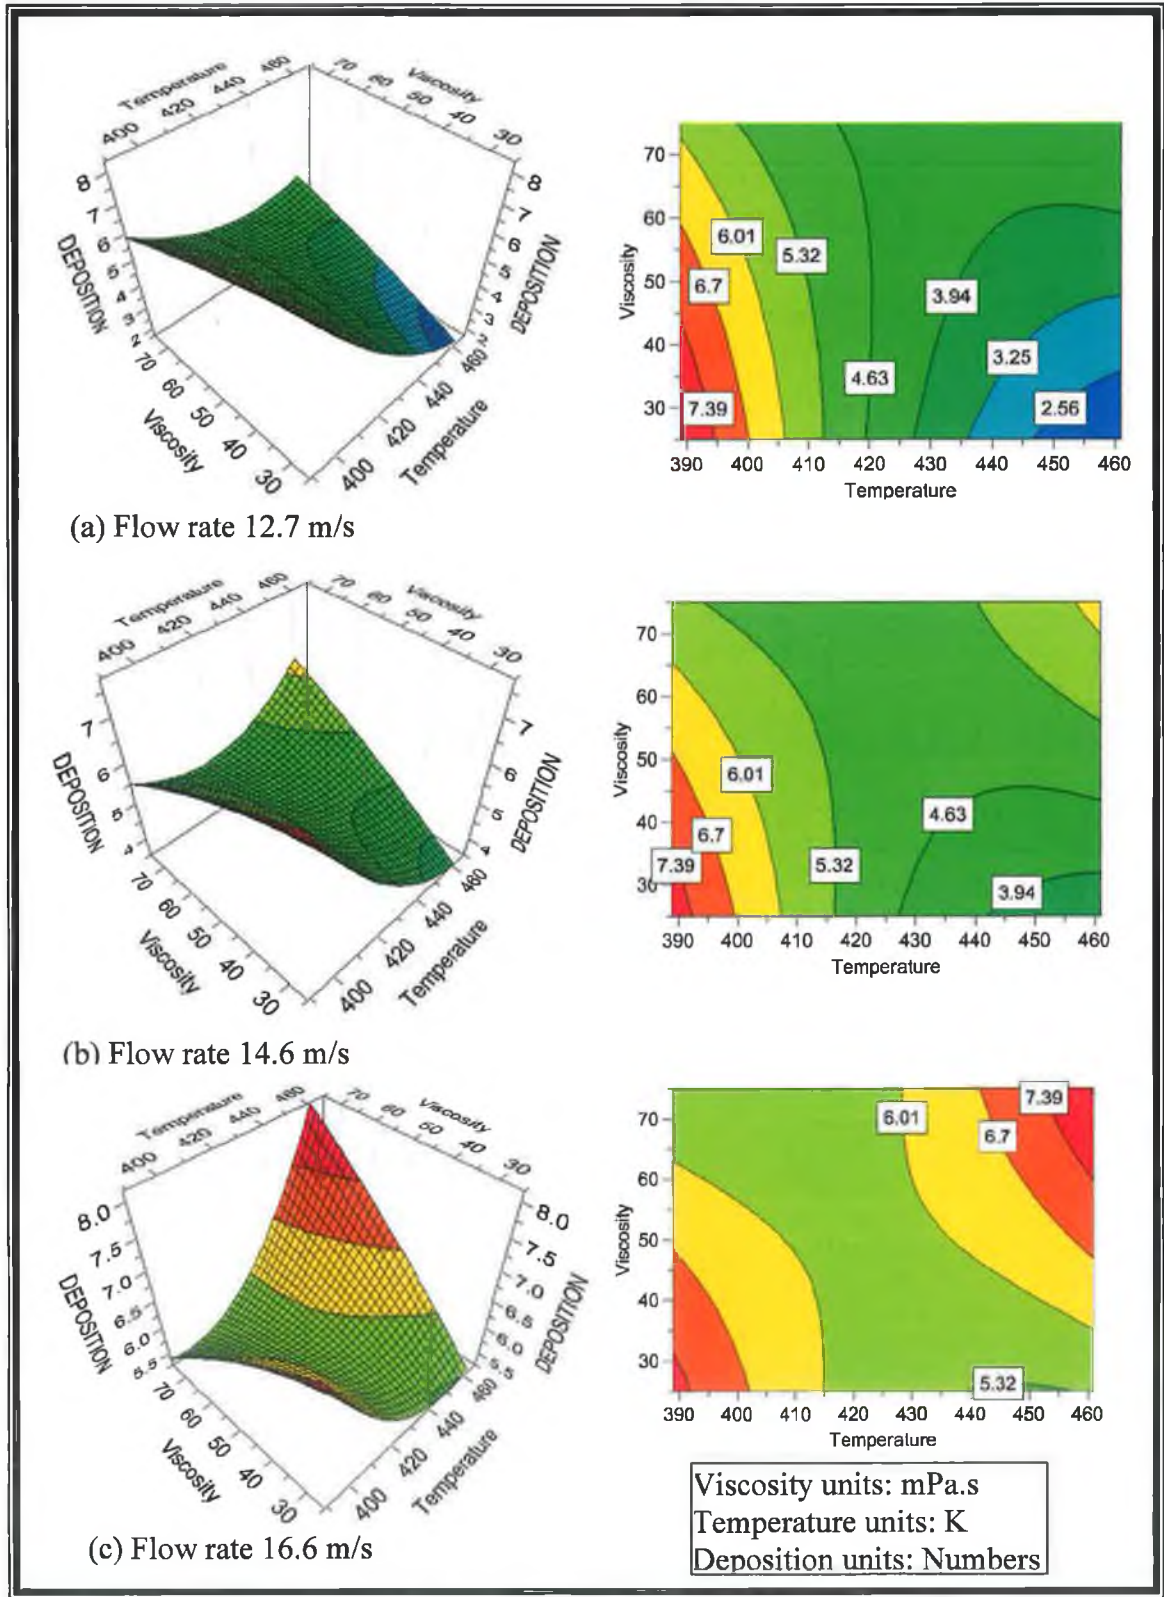 Temperature
400 420 440 460
Viscosity
70 60 50 40 30
8 7 6 5 4 3 2
DEPOSITION
8 7 6 5 4 3 2
DEPOSITION
70 60 50 40 30
Viscosity
400 420 440 460
Temperature
70
60
50
40
30
Viscosity
6.01
5.32
6.7
3.94
3.25
4.63
7.39
2.56
390 400 410 420 430 440 450 460
Temperature
(a) Flow rate 12.7 m/s
Temperature
400 420 440 460
Viscosity
70 60 50 40 30
7 6 5 4
DEPOSITION
7 6 5 4
DEPOSITION
70 60 50 40 30
Viscosity
400 420 440 460
Temperature
70
60
50
40
30
Viscosity
6.01
4.63
6.7
7.39
5.32
3.94
390 400 410 420 430 440 450 460
Temperature
(b) Flow rate 14.6 m/s
Temperature
400 420 440 460
Viscosity
70 60 50 40 30
8.0 7.5 7.0 6.5 6.0 5.5
DEPOSITION
8.0 7.5 7.0 6.5 6.0 5.5
DEPOSITION
70 60 50 40 30
Viscosity
400 420 440 460
Temperature
70
60
50
40
30
Viscosity
7.39
6.01
6.7
5.32
390 400 410 420 430 440 450 460
Temperature
(c) Flow rate 16.6 m/s
Viscosity units: mPa.s
Temperature units: K
Deposition units: Numbers